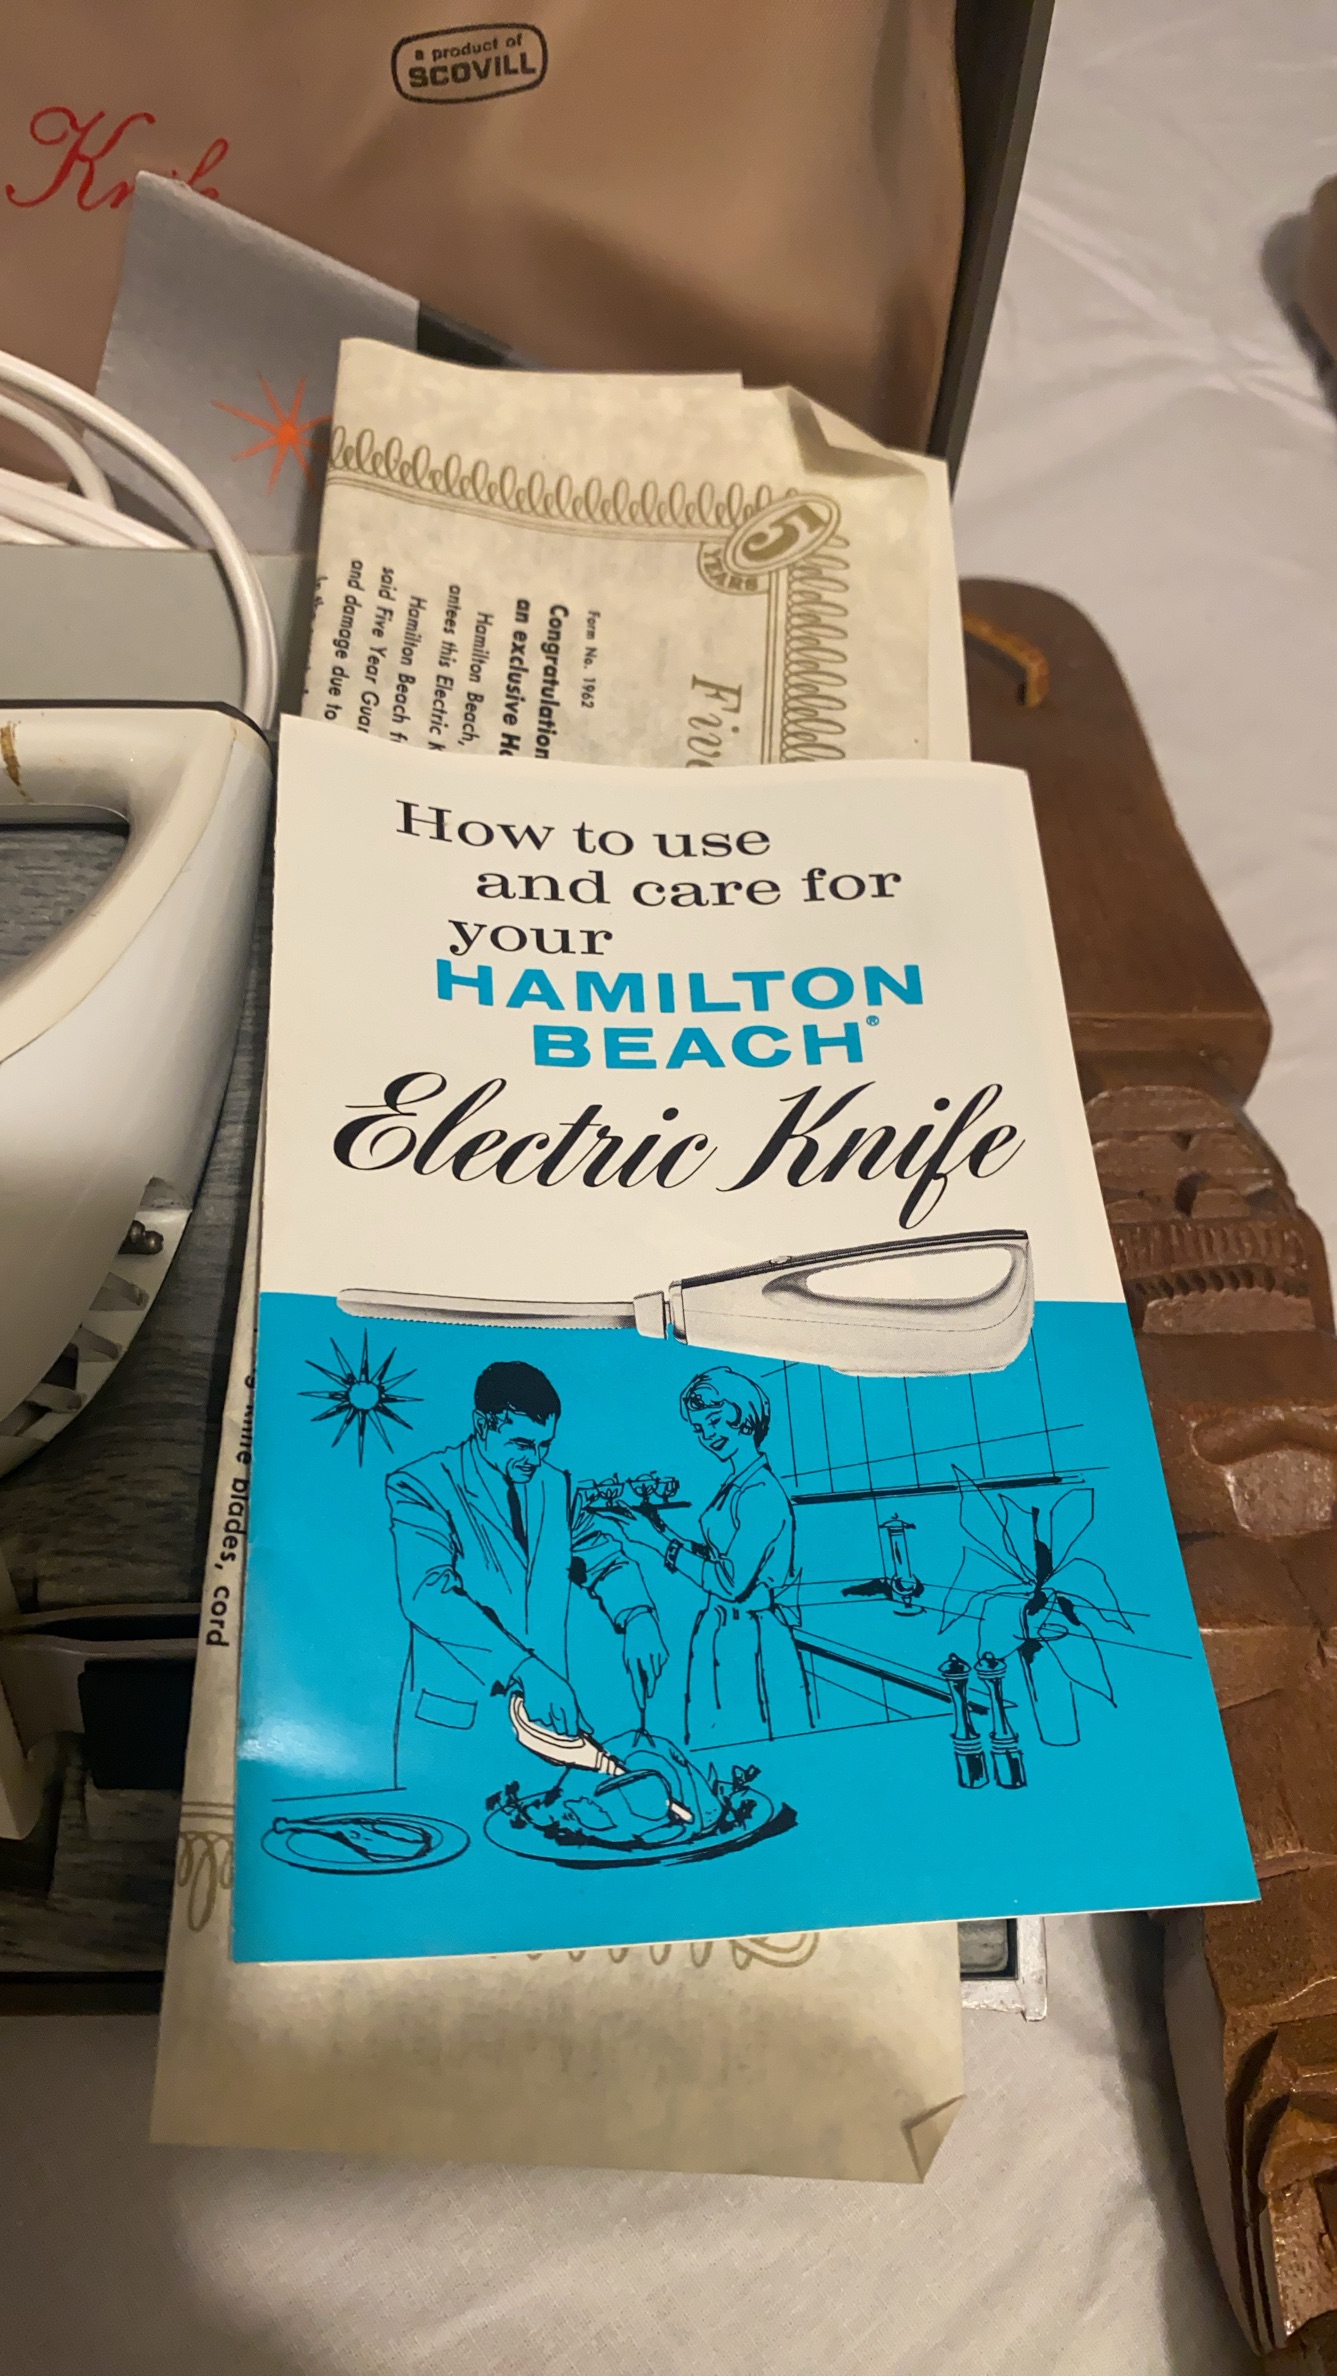 a product of
SCOVILL
5
YEARS
Five
Form No. 1962
Congratulation
an exclusive
Hamilton Beach,
antees this Electric
Hamilton Beach
said Five Year
and damage due to
How to use
and care for
your
HAMILTON
BEACH®
Electric Knife
knife blades, cord